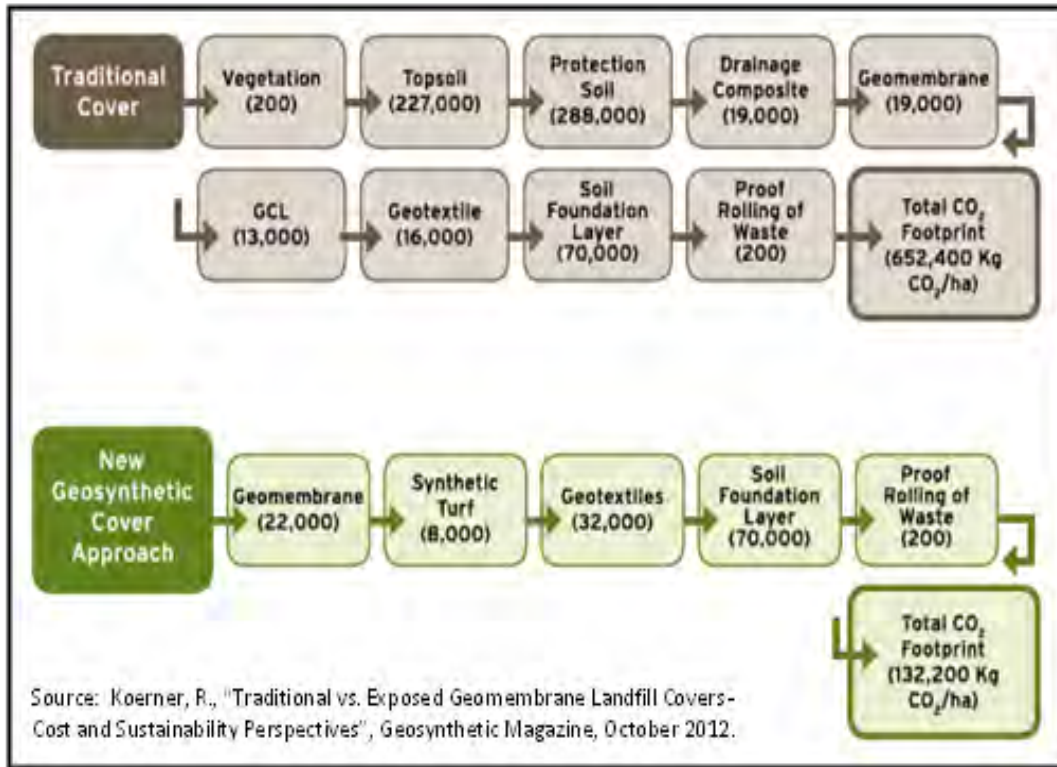 Traditional
Cover
Vegetation
(200)
Topsoil
(227,000)
Protection
Soil
(288,000)
Drainage
Composite
(19,000)
Geomembrane
(19,000)
GCL
(13,000)
Geotextile
(16,000)
Soil
Foundation
Layer
(70,000)
Proof
Rolling of
Waste
(200)
Total CO₂
Footprint
(652,400 Kg
CO₂/ha)
New
Geosynthetic
Cover
Approach
Geomembrane
(22,000)
Synthetic
Turf
(8,000)
Geotextiles
(32,000)
Soil
Foundation
Layer
(70,000)
Proof
Rolling of
Waste
(200)
Total CO₂
Footprint
(132,200 Kg
CO₂/ha)
Source: Koerner, R., "Traditional vs. Exposed Geomembrane Landfill Covers-
Cost and Sustainability Perspectives", Geosynthetic Magazine, October 2012.